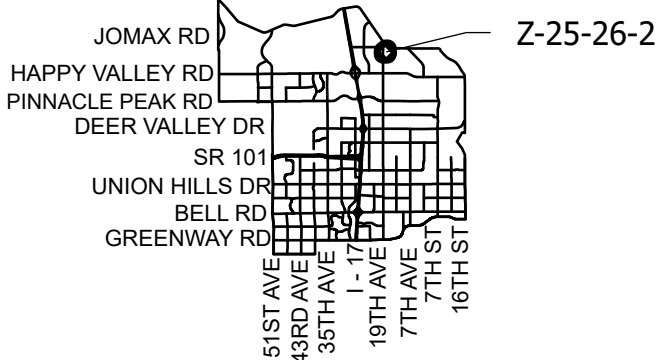 Z-25-26-2
JOMAX RD
HAPPY VALLEY RD
PINNACLE PEAK RD
DEER VALLEY DR
SR 101
UNION HILLS DR
BELL RD
GREENWAY RD
51ST AVE
43RD AVE
35TH AVE
I - 17
19TH AVE
7TH AVE
7TH ST
16TH ST